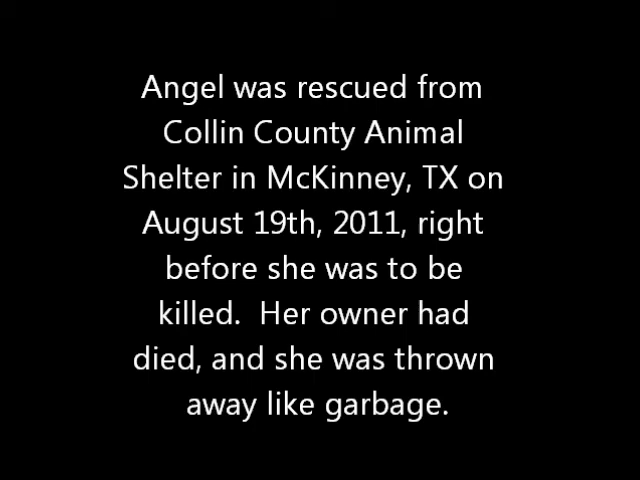 Angel was rescued from
Collin County Animal
Shelter in McKinney, TX on
August 19th, 2011, right
before she was to be
killed.  Her owner had
died, and she was thrown
away like garbage.